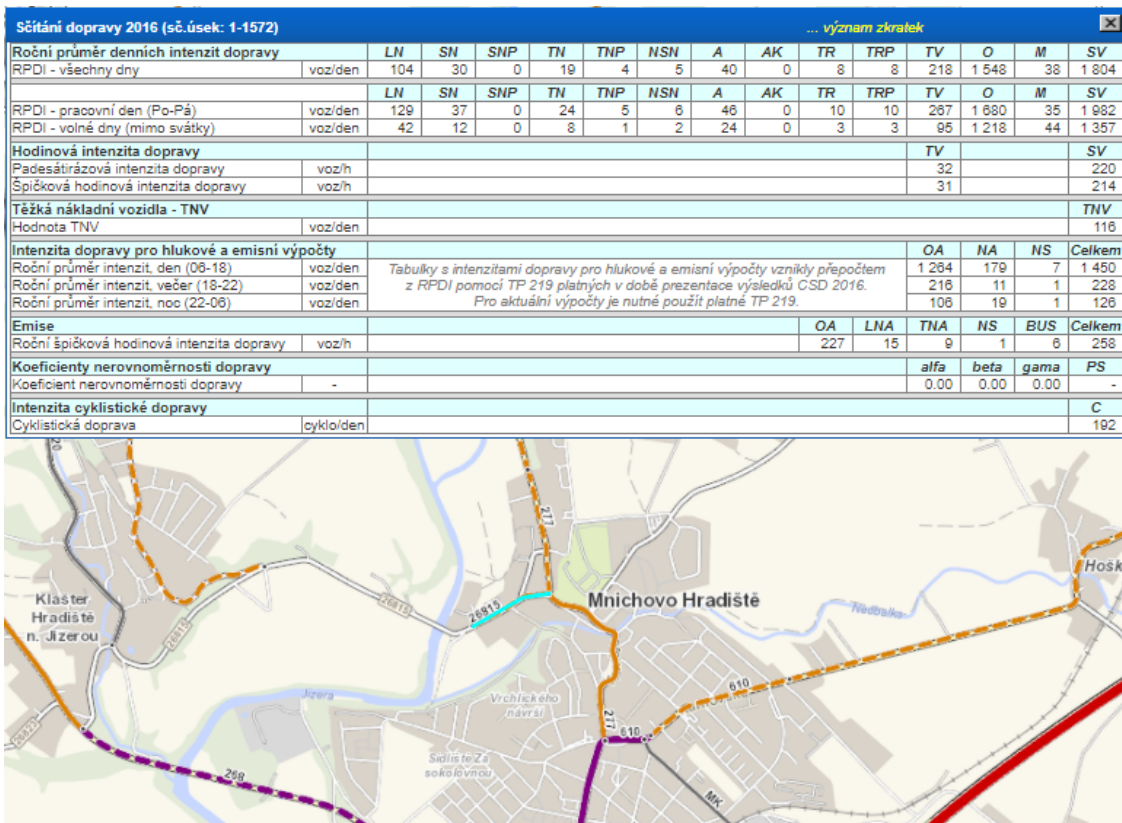 Sčítání dopravy 2016 (sč.úsek: 1-1572) ... význam zkratek
Roční průměr denních intenzit dopravy LN SN SNP TN TNP NSN A AK TR TRP TV O M SV
RPDI - všechny dny voz/den 104 30 0 19 4 5 40 0 8 8 218 1 548 38 1 804
LN SN SNP TN TNP NSN A AK TR TRP TV O M SV
RPDI - pracovní den (Po-Pá) voz/den 129 37 0 24 5 6 46 0 10 10 267 1 680 35 1 982
RPDI - volné dny (mimo svátky) voz/den 42 12 0 8 1 2 24 0 3 3 95 1 218 44 1 357
Hodinová intenzita dopravy TV SV
Padesátirázová intenzita dopravy voz/h 32 220
Špičková hodinová intenzita dopravy voz/h 31 214
Těžká nákladní vozidla - TNV TNV
Hodnota TNV voz/den 116
Intenzita dopravy pro hlukové a emisní výpočty OA NA NS Celkem
Roční průměr intenzit, den (06-18) voz/den Tabulky s intenzitami dopravy pro hlukové a emisní výpočty vznikly přepočtem 1 264 179 7 1 450
Roční průměr intenzit, večer (18-22) voz/den z RPDI pomocí TP 219 platných v době prezentace výsledků CSD 2016. 216 11 1 228
Roční průměr intenzit, noc (22-06) voz/den Pro aktuální výpočty je nutné použít platné TP 219. 106 19 1 126
Emise OA LNA TNA NS BUS Celkem
Roční špičková hodinová intenzita dopravy voz/h 227 15 9 1 6 258
Koeficienty nerovnoměrnosti dopravy alfa beta gama PS
Koeficient nerovnoměrnosti dopravy - 0.00 0.00 0.00 -
Intenzita cyklistické dopravy C
Cyklistická doprava cyklo/den 192
277
Hošk
Klášter
Hradiště
n. Jizerou
26815
26815
Mnichovo Hradiště
Nedbalka
26815
610
Jizera
Vrchlického
návrší
277
610
26822
Sídliště Za
sokolovnou
268
MK